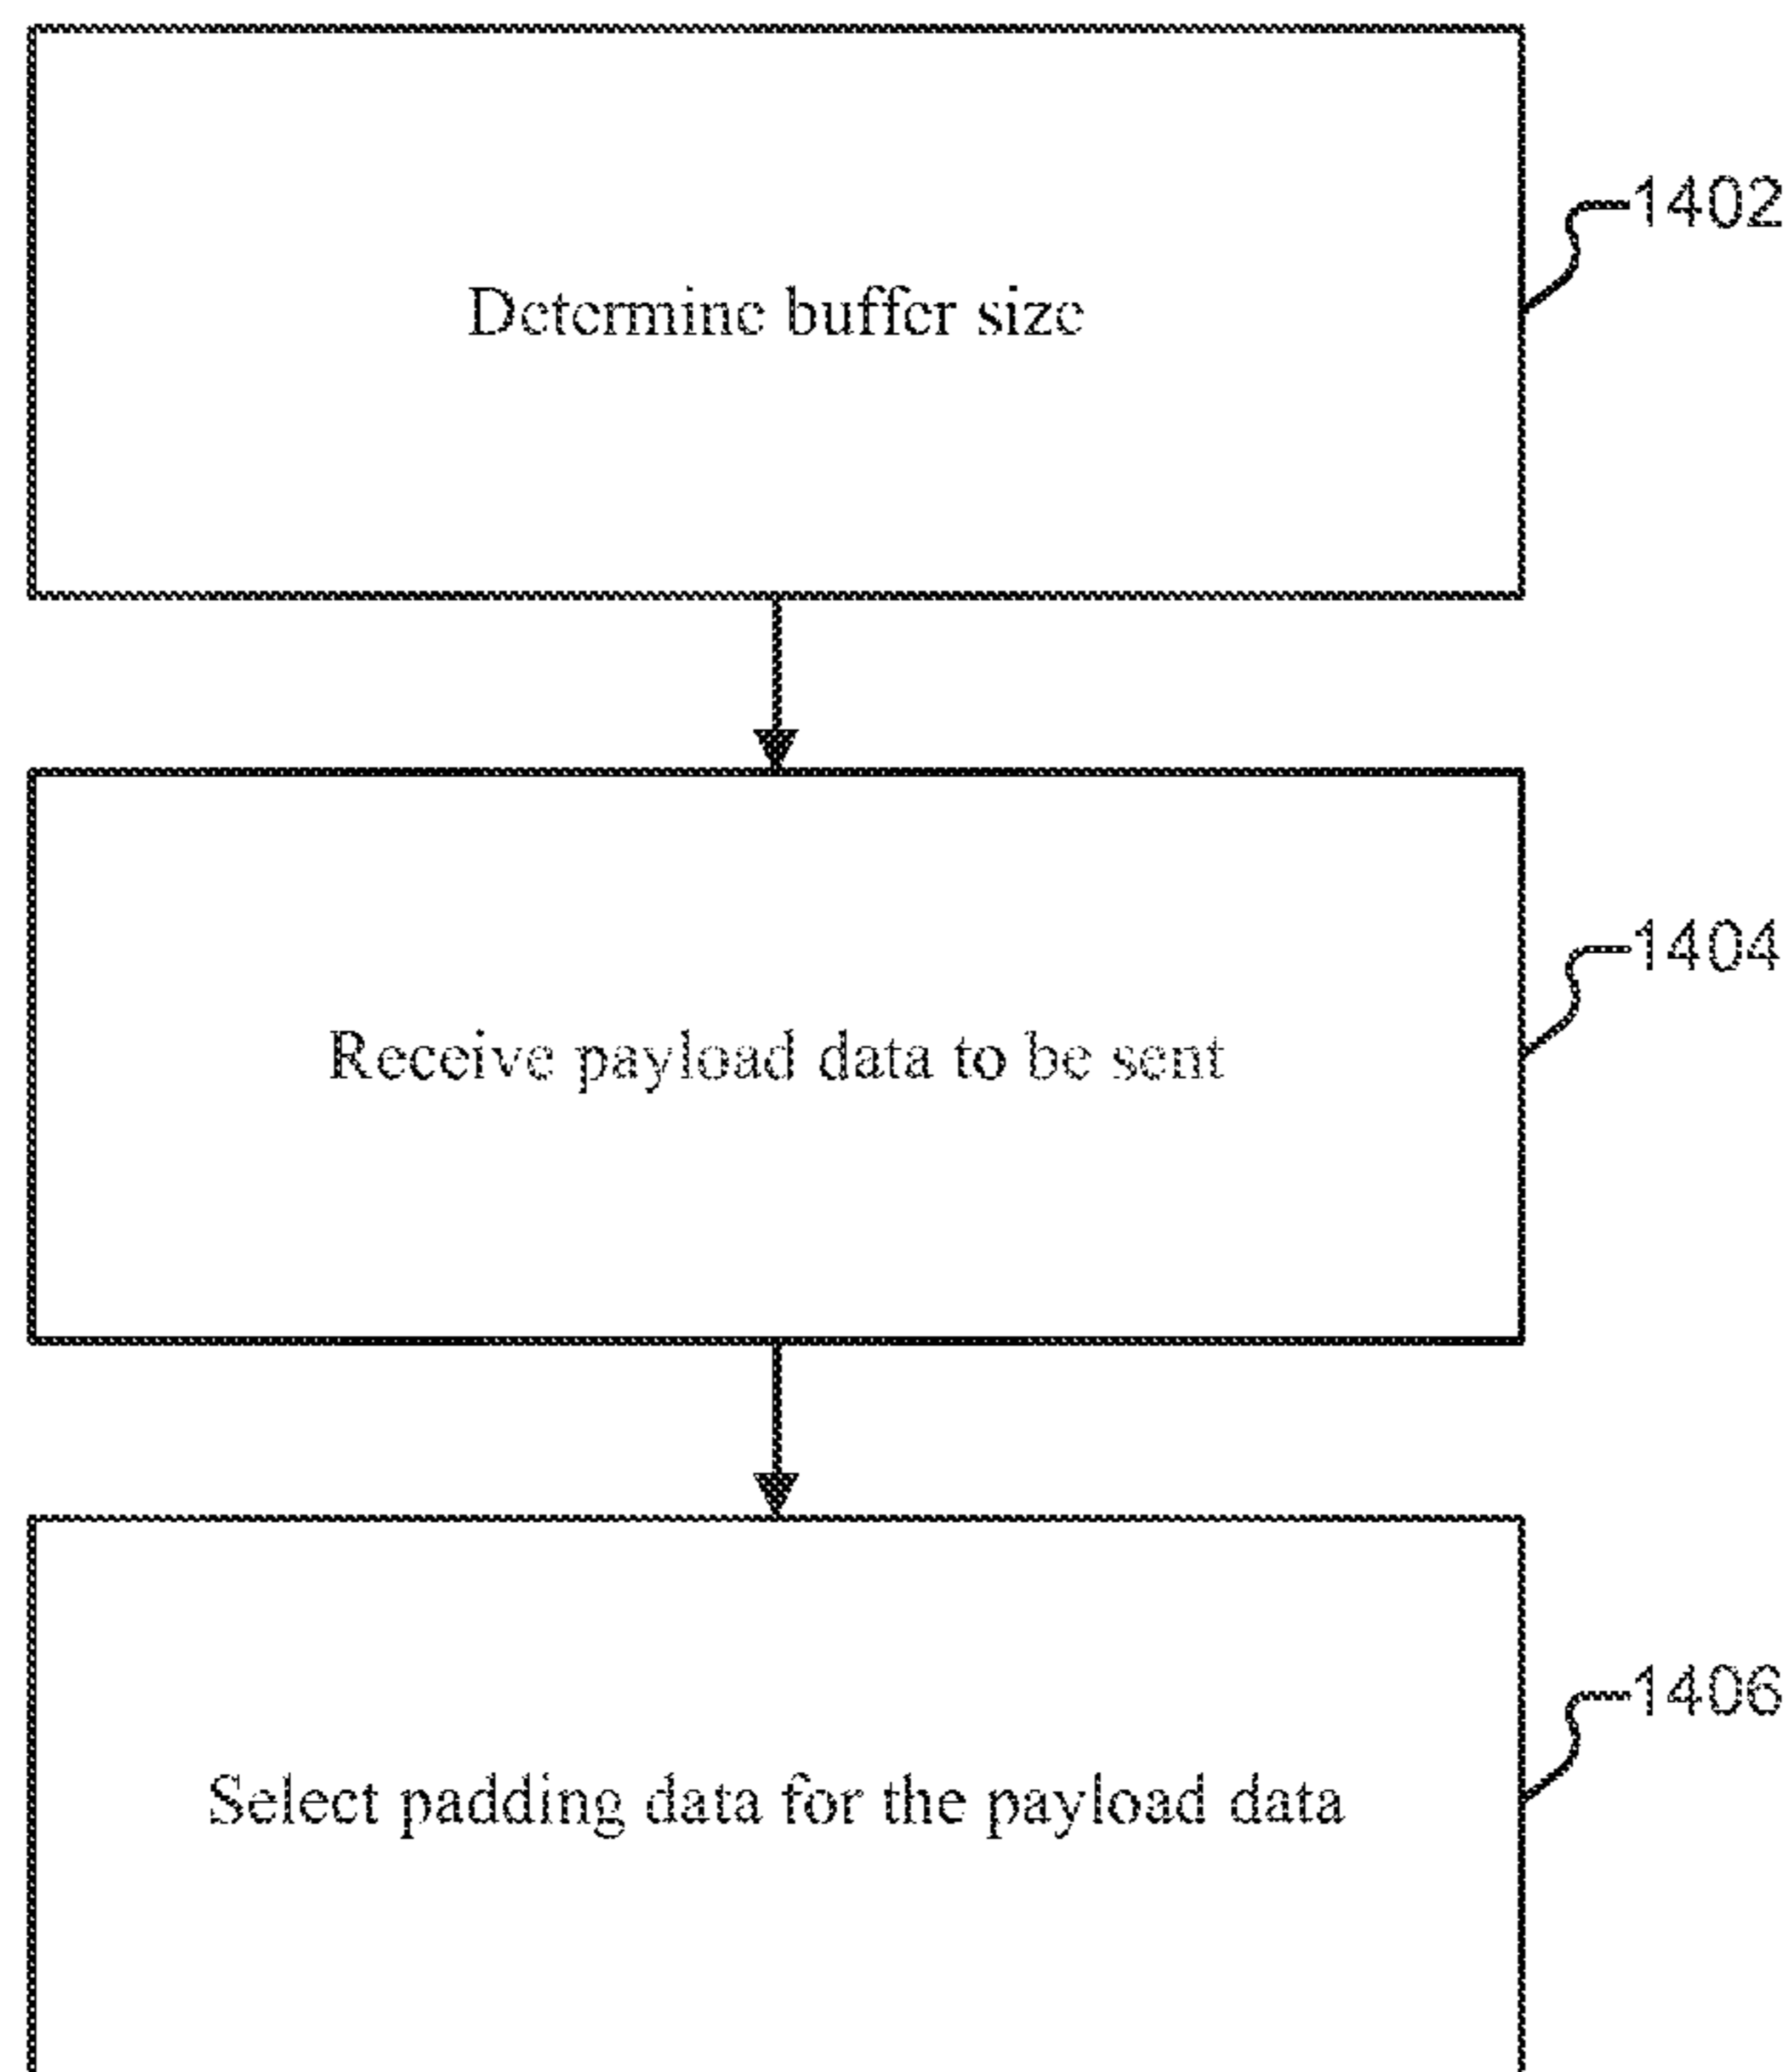 1402
Determine buffer size
1404
Receive payload data to be sent
1406
Select padding data for the payload data